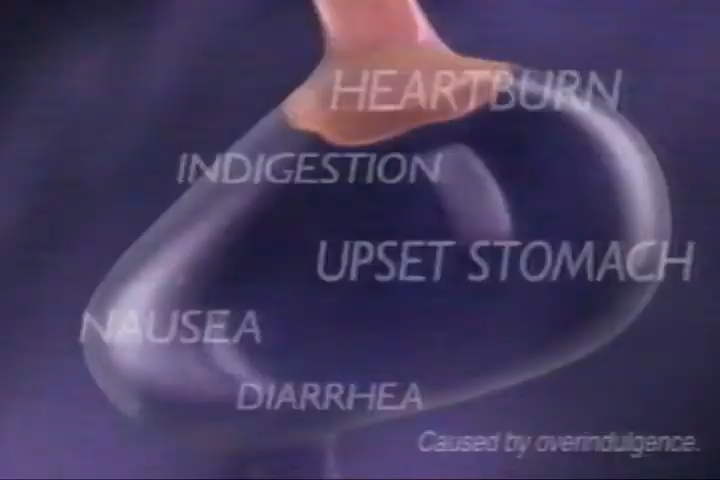 HEARTBURN
INDIGESTION
UPSET STOMACH
NAUSEA
DIARRHEA
Caused by overindulgence.